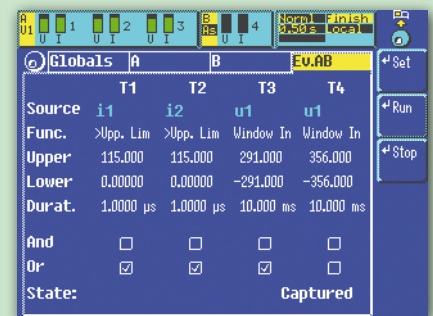 A U1 1 2 3 B As 4 Norm Finish
U I U I U I U I 0.50s Local
Globals A B Ev.AB Set
T1 T2 T3 T4
Source i1 i2 u1 u1 Run
Func. >Upp. Lim >Upp. Lim Window In Window In
Upper 115.000 115.000 291.000 356.000 Stop
Lower 0.00000 0.00000 -291.000 -356.000
Durat. 1.0000 µs 1.0000 µs 10.000 ms 10.000 ms
And
Or
State: Captured